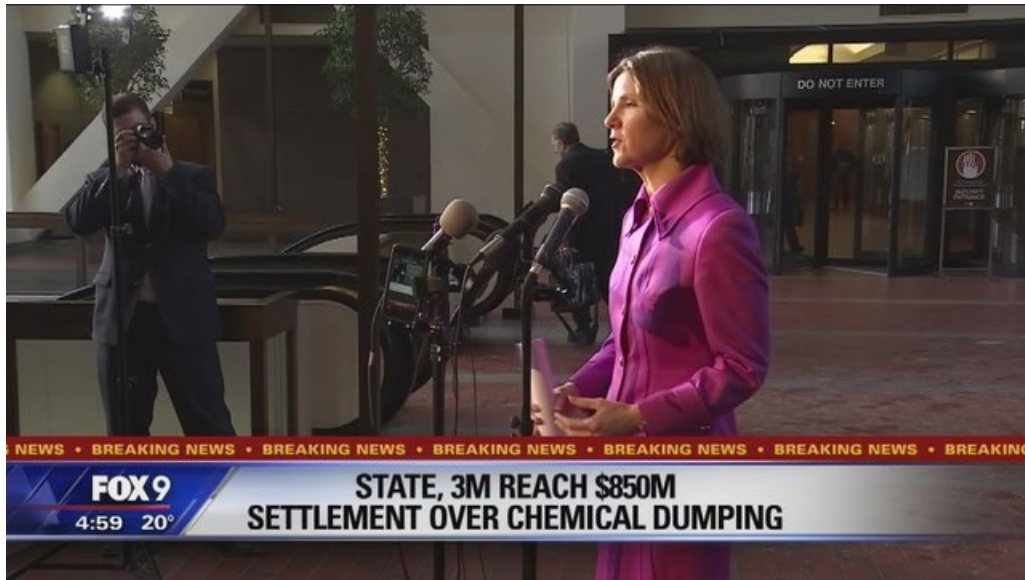 DO NOT ENTER
NEWS • BREAKING NEWS • BREAKING NEWS • BREAKING NEWS • BREAKING NEWS • BREAKING NEWS • BREAKING
FOX 9
4:59 20°
STATE, 3M REACH $850M
SETTLEMENT OVER CHEMICAL DUMPING